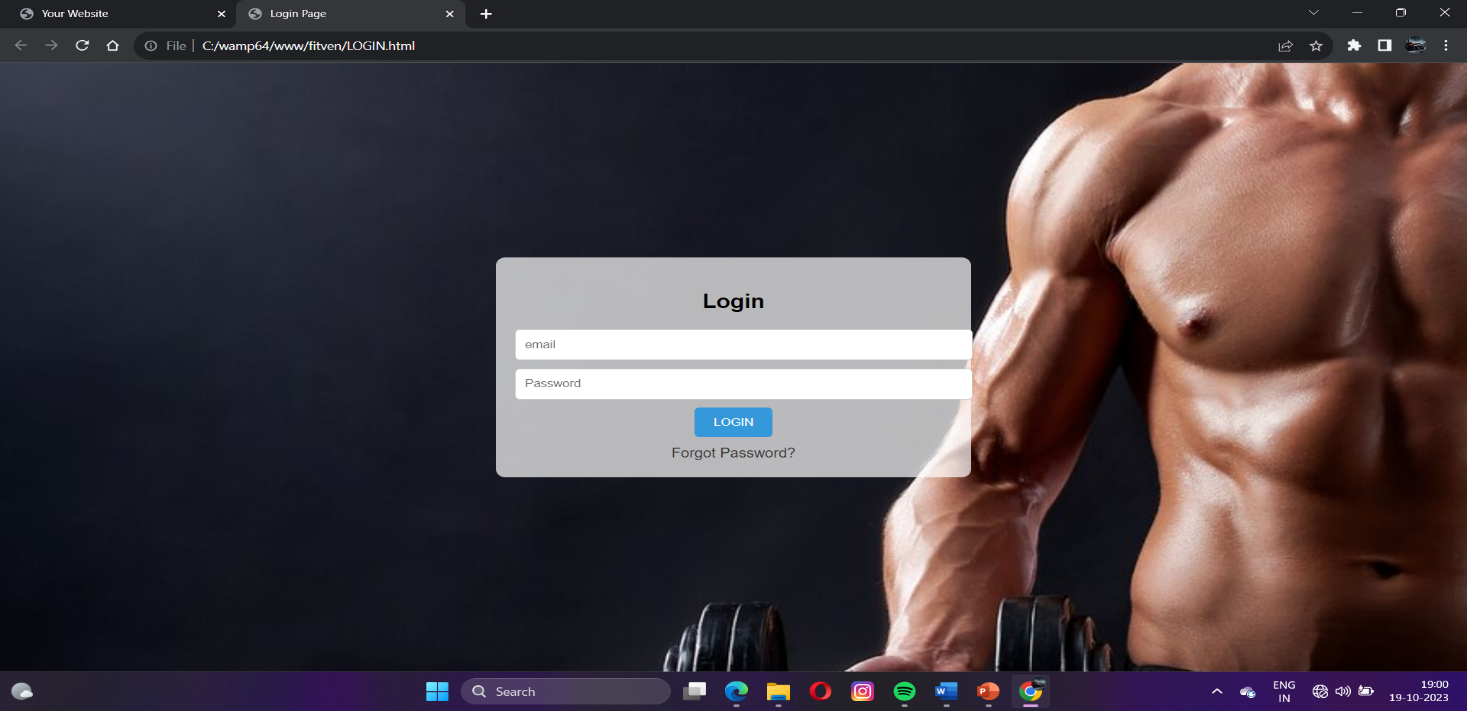 Your Website
Login Page
File
C:/wamp64/www/fitven/LOGIN.html
Login
email
Password
LOGIN
Forgot Password?
Search
W
P
ENG
IN
19:00
19-10-2023